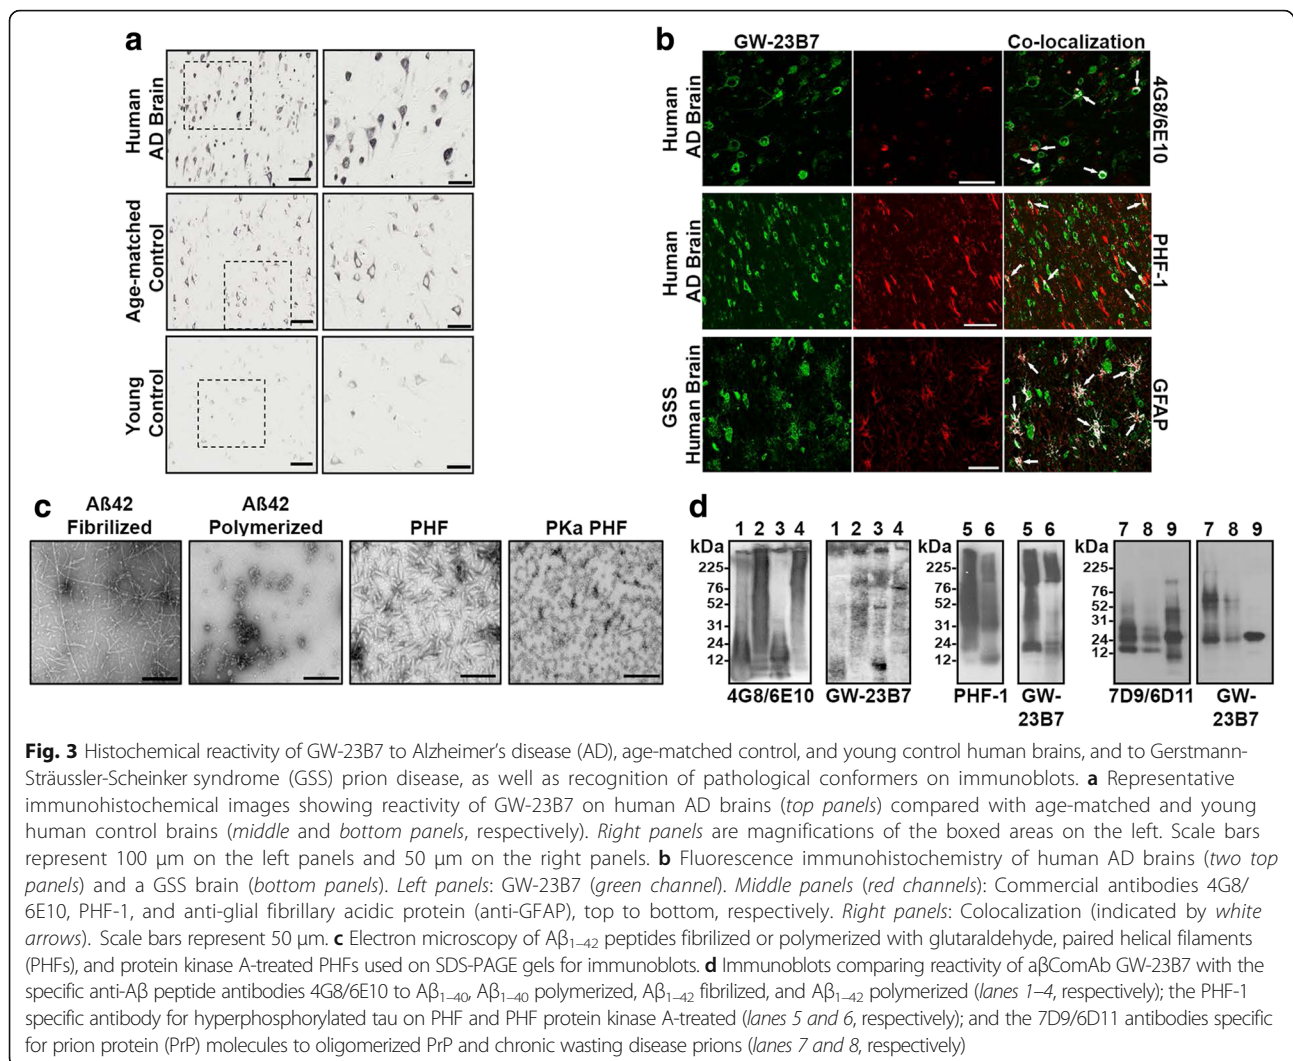 a
Human
AD Brain
Age-matched
Control
Young
Control
b
GW-23B7
Co-localization
Human
AD Brain
4G8/6E10
Human
AD Brain
PHF-1
GSS
Human Brain
GFAP
c
Aß42
Fibrilized
Aß42
Polymerized
PHF
PKa PHF
d
1 2 3 4
1 2 3 4
kDa
225-
76-
52-
31-
24-
12-
4G8/6E10
GW-23B7
5 6
5 6
kDa
225-
76-
52-
31-
24-
12-
PHF-1
GW-
23B7
7 8 9
7 8 9
kDa
225-
76-
52-
31-
24-
12-
7D9/6D11
GW-
23B7
Fig. 3 Histochemical reactivity of GW-23B7 to Alzheimer's disease (AD), age-matched control, and young control human brains, and to Gerstmann-
Sträussler-Scheinker syndrome (GSS) prion disease, as well as recognition of pathological conformers on immunoblots. a Representative
immunohistochemical images showing reactivity of GW-23B7 on human AD brains (top panels) compared with age-matched and young
human control brains (middle and bottom panels, respectively). Right panels are magnifications of the boxed areas on the left. Scale bars
represent 100 μm on the left panels and 50 μm on the right panels. b Fluorescence immunohistochemistry of human AD brains (two top
panels) and a GSS brain (bottom panels). Left panels: GW-23B7 (green channel). Middle panels (red channels): Commercial antibodies 4G8/
6E10, PHF-1, and anti-glial fibrillary acidic protein (anti-GFAP), top to bottom, respectively. Right panels: Colocalization (indicated by white
arrows). Scale bars represent 50 μm. c Electron microscopy of Aβ1–42 peptides fibrilized or polymerized with glutaraldehyde, paired helical filaments
(PHFs), and protein kinase A-treated PHFs used on SDS-PAGE gels for immunoblots. d Immunoblots comparing reactivity of aβComAb GW-23B7 with the
specific anti-Aβ peptide antibodies 4G8/6E10 to Aβ1–40, Aβ1–40 polymerized, Aβ1–42 fibrilized, and Aβ1–42 polymerized (lanes 1–4, respectively); the PHF-1
specific antibody for hyperphosphorylated tau on PHF and PHF protein kinase A-treated (lanes 5 and 6, respectively); and the 7D9/6D11 antibodies specific
for prion protein (PrP) molecules to oligomerized PrP and chronic wasting disease prions (lanes 7 and 8, respectively)